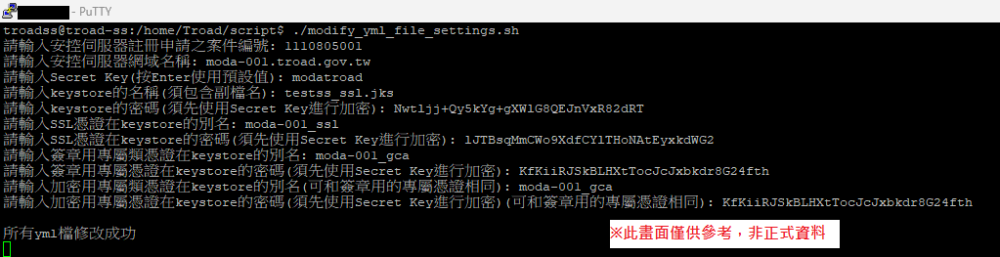 - PuTTY
troadss@troad-ss:/home/Troad/script$ ./modify_yml_file_settings.sh
請輸入安控伺服器註冊申請之案件編號: 1110805001
請輸入安控伺服器網域名稱: moda-001.troad.gov.tw
請輸入Secret Key(按Enter使用預設值): modatroad
請輸入keystore的名稱(須包含副檔名): testss_ssl.jks
請輸入keystore的密碼(須先使用Secret Key進行加密): Nwtljj+Qy5kYg+gXWlG8QEJnVxR82dRT
請輸入SSL憑證在keystore的別名: moda-001_ssl
請輸入SSL憑證在keystore的密碼(須先使用Secret Key進行加密): lJTBsqMmCWo9XdfCYlTHoNAtEyxkdWG2
請輸入簽章用專屬類憑證在keystore的別名: moda-001_gca
請輸入簽章用專屬憑證在keystore的密碼(須先使用Secret Key進行加密): KfKiiRJSkBLHXtTocJcJxbkdr8G24fth
請輸入加密用專屬類憑證在keystore的別名(可和簽章用的專屬憑證相同): moda-001_gca
請輸入加密用專屬憑證在keystore的密碼(須先使用Secret Key進行加密)(可和簽章用的專屬憑證相同): KfKiiRJSkBLHXtTocJcJxbkdr8G24fth
所有yml檔修改成功
※此畫面僅供參考，非正式資料